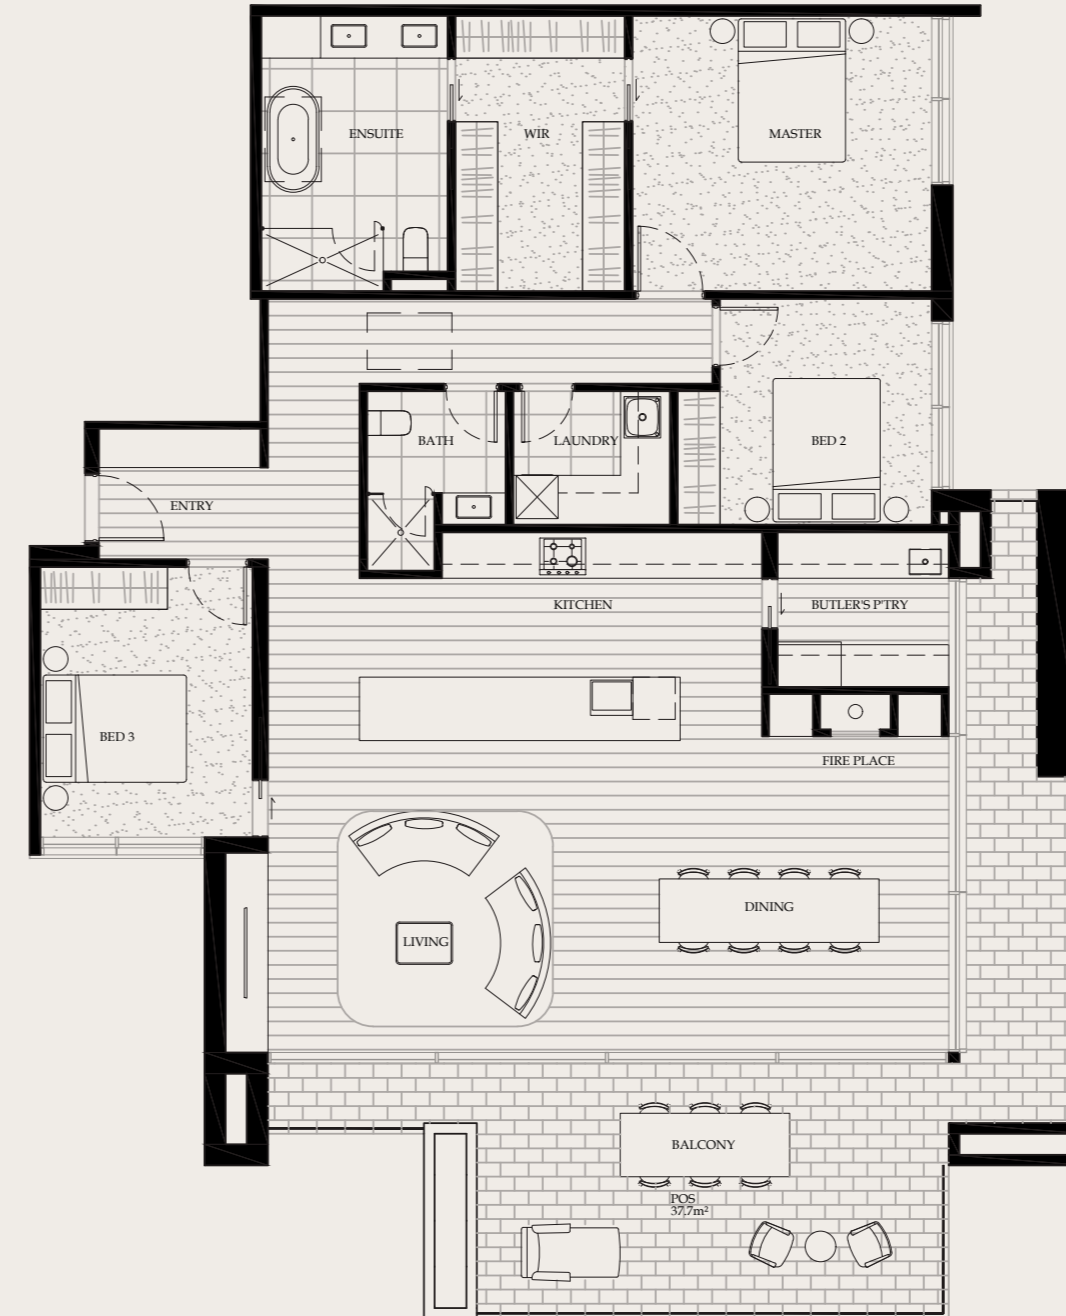 ENSUITE
WIR
MASTER
BATH
LAUNDRY
BED 2
ENTRY
KITCHEN
BUTLER'S P'TRY
BED 3
FIRE PLACE
LIVING
DINING
BALCONY
POS
37.7m²